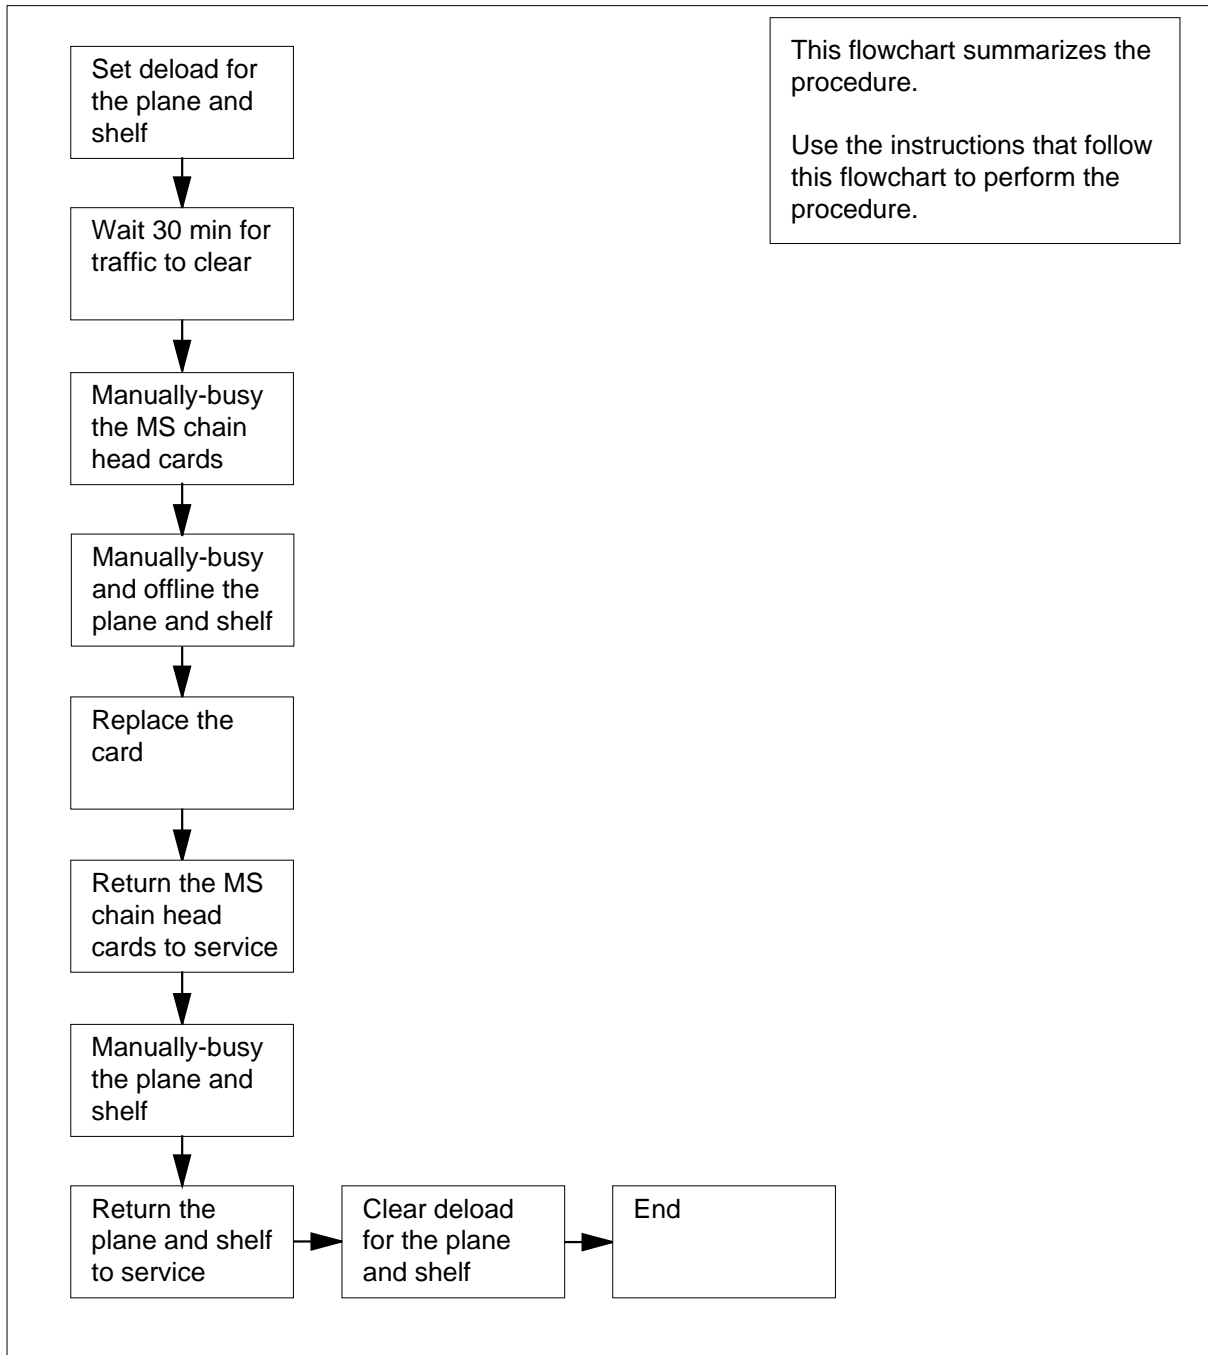 Set deload for
the plane and
shelf
Wait 30 min for
traffic to clear
Manually-busy
the MS chain
head cards
Manually-busy
and offline the
plane and shelf
Replace the
card
Return the MS
chain head
cards to service
Manually-busy
the plane and
shelf
Return the
plane and shelf
to service
Clear deload
for the plane
and shelf
End
This flowchart summarizes the
procedure.
Use the instructions that follow
this flowchart to perform the
procedure.